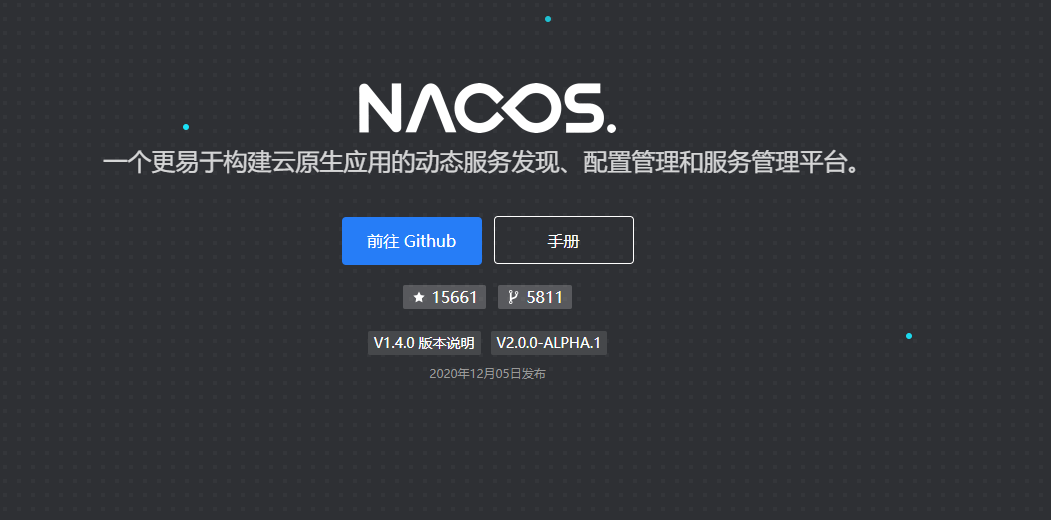 NACOS.
一个更易于构建云原生应用的动态服务发现、配置管理和服务管理平台。
前往 Github 手册
15661 5811
V1.4.0 版本说明 V2.0.0-ALPHA.1
2020年12月05日发布